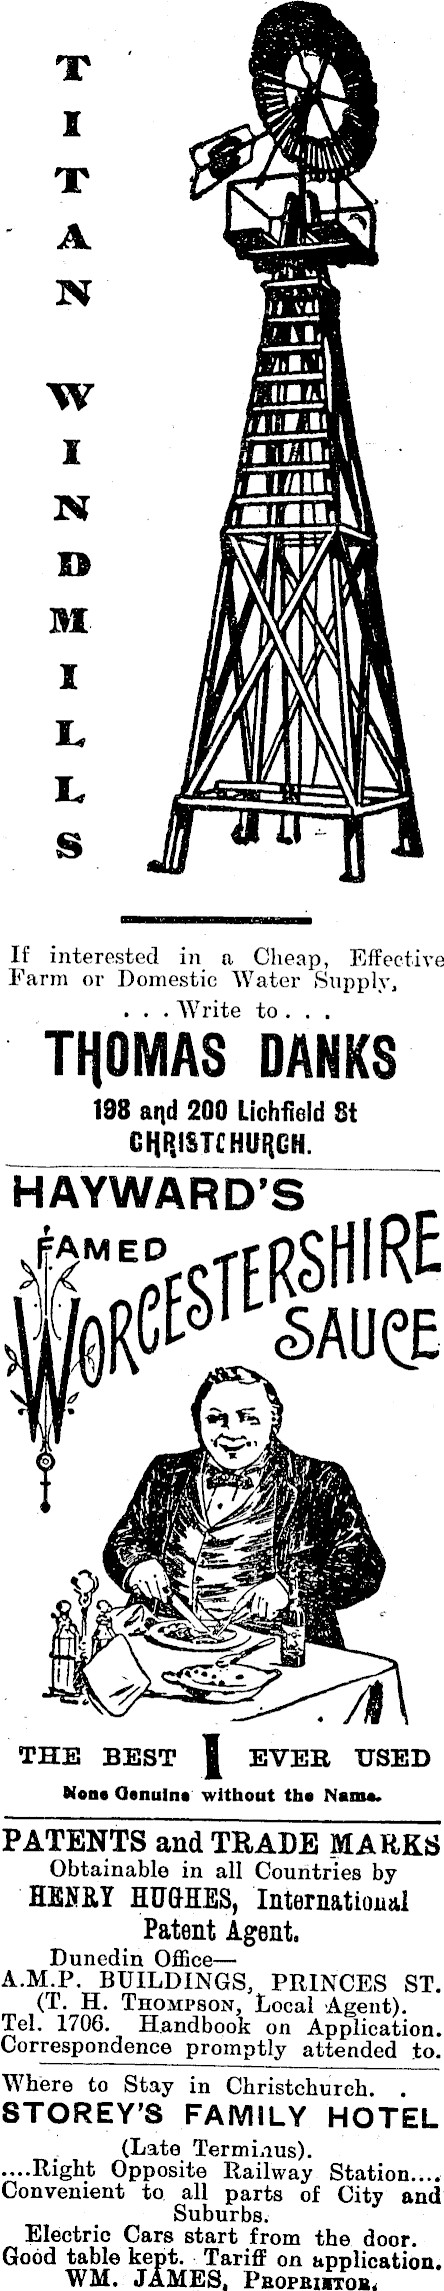 TITAN WINDMILLS
If interested in a Cheap, Effective
Farm or Domestic Water Supply,
. . . Write to . . .
THOMAS DANKS
198 and 200 Lichfield St
CHRISTCHURCH.
HAYWARD'S
FAMED
WORCESTERSHIRE
SAUCE
THE BEST I EVER USED
None Genuine without the Name.
PATENTS and TRADE MARKS
Obtainable in all Countries by
HENRY HUGHES, International
Patent Agent.
Dunedin Office—
A.M.P. BUILDINGS, PRINCES ST.
(T. H. THOMPSON, Local Agent).
Tel. 1706. Handbook on Application.
Correspondence promptly attended to.
Where to Stay in Christchurch. .
STOREY'S FAMILY HOTEL
(Late Terminus).
....Right Opposite Railway Station....
Convenient to all parts of City and
Suburbs.
Electric Cars start from the door.
Good table kept. Tariff on application.
WM. JAMES, PROPRIETOR.